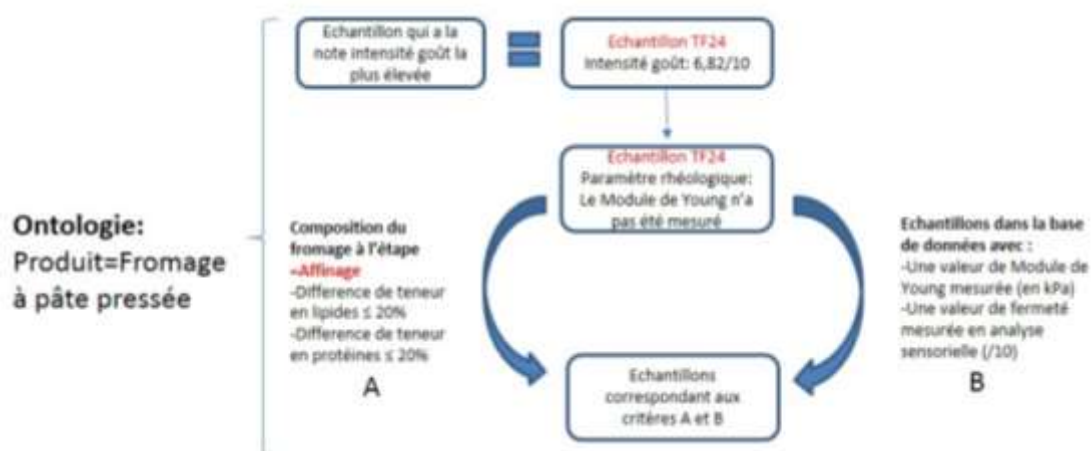 Echantillon qui a la
note intensité goût la
plus élevée
Echantillon TF24
Intensité goût: 6,82/10
Echantillon TF24
Paramètre rhéologique:
Le Module de Young n'a
pas été mesuré
Ontologie:
Produit=Fromage
à pâte pressée
Composition du
fromage à l'étape
=Affinage
-Difference de teneur
en lipides ≤ 20%
-Difference de teneur
en protéines ≤ 20%
A
Echantillons dans la base
de données avec :
-Une valeur de Module de
Young mesurée (en kPa)
-Une valeur de fermeté
mesurée en analyse
sensorielle (/10)
B
Echantillons
correspondant aux
critères A et B